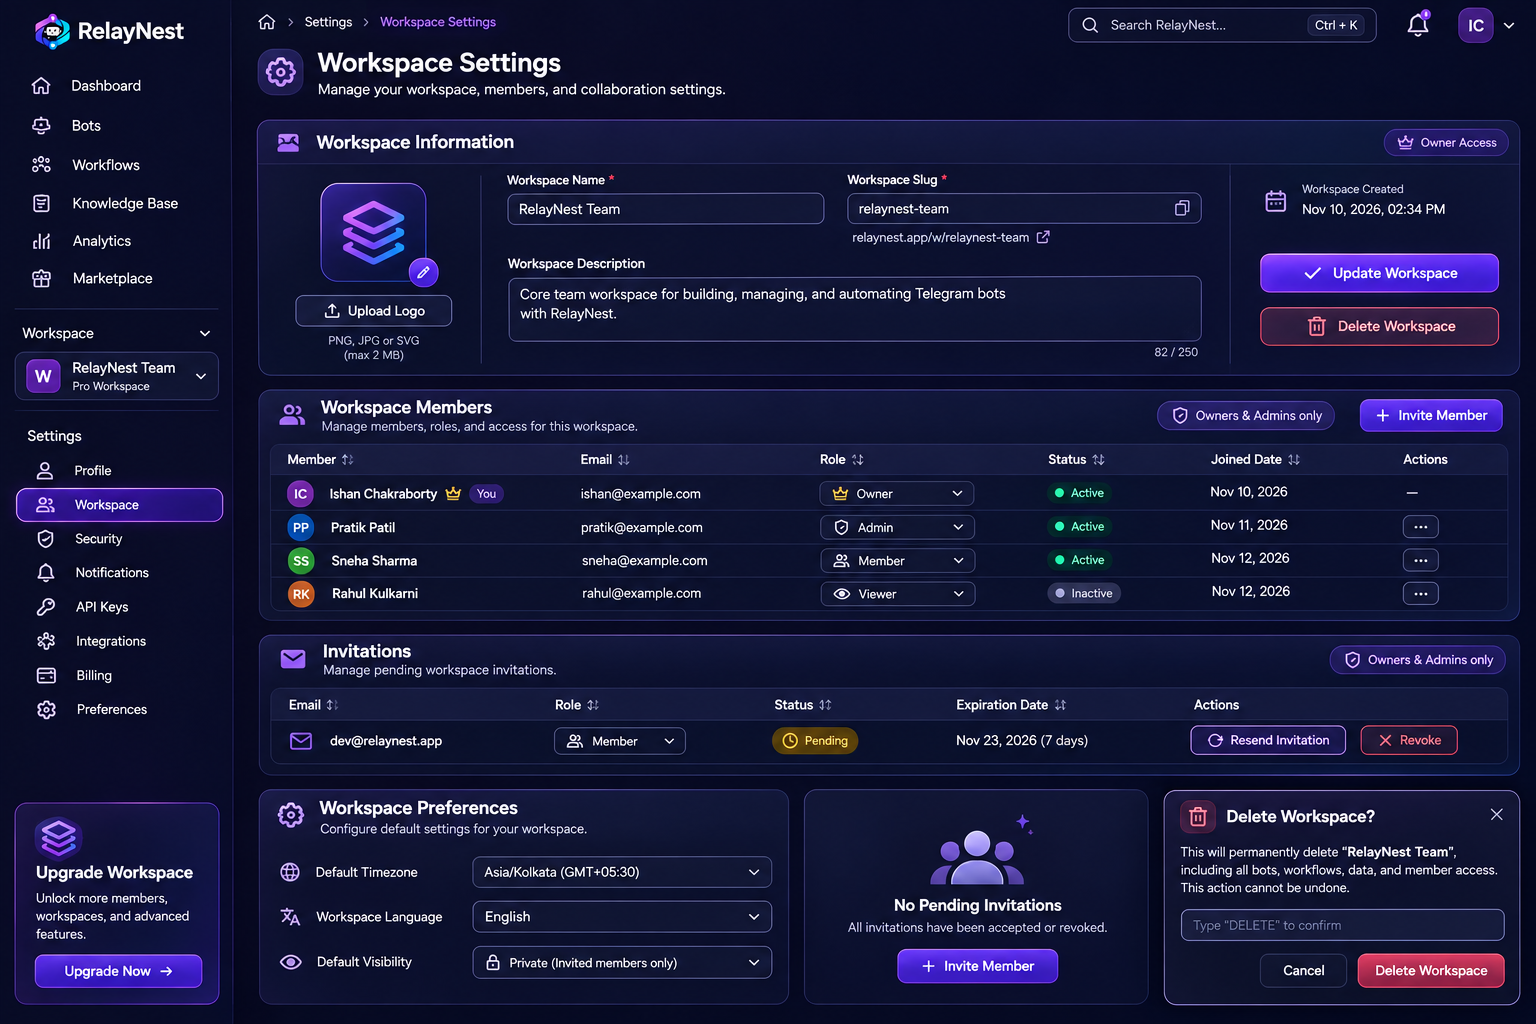 RelayNest
Dashboard
Bots
Workflows
Knowledge Base
Analytics
Marketplace
Workspace
W
RelayNest Team
Pro Workspace
Settings
Profile
Workspace
Security
Notifications
API Keys
Integrations
Billing
Preferences
Upgrade Workspace
Unlock more members,
workspaces, and advanced
features.
Upgrade Now →
Settings
Workspace Settings
Search RelayNest...
Ctrl + K
IC
Workspace Settings
Manage your workspace, members, and collaboration settings.
Workspace Information
Owner Access
Upload Logo
PNG, JPG or SVG
(max 2 MB)
Workspace Name *
RelayNest Team
Workspace Slug *
relaynest-team
relaynest.app/w/relaynest-team
Workspace Description
Core team workspace for building, managing, and automating Telegram bots
with RelayNest.
82 / 250
Workspace Created
Nov 10, 2026, 02:34 PM
Update Workspace
Delete Workspace
Workspace Members
Manage members, roles, and access for this workspace.
Owners & Admins only
+ Invite Member
Member Email Role Status Joined Date Actions
IC Ishan Chakraborty You ishan@example.com Owner Active Nov 10, 2026 —
PP Pratik Patil pratik@example.com Admin Active Nov 11, 2026 ...
SS Sneha Sharma sneha@example.com Member Active Nov 12, 2026 ...
RK Rahul Kulkarni rahul@example.com Viewer Inactive Nov 12, 2026 ...
Invitations
Manage pending workspace invitations.
Owners & Admins only
Email Role Status Expiration Date Actions
dev@relaynest.app Member Pending Nov 23, 2026 (7 days) Resend Invitation Revoke
Workspace Preferences
Configure default settings for your workspace.
Default Timezone Asia/Kolkata (GMT+05:30)
Workspace Language English
Default Visibility Private (Invited members only)
No Pending Invitations
All invitations have been accepted or revoked.
+ Invite Member
Delete Workspace?
This will permanently delete “RelayNest Team”,
including all bots, workflows, data, and member access.
This action cannot be undone.
Type "DELETE" to confirm
Cancel
Delete Workspace